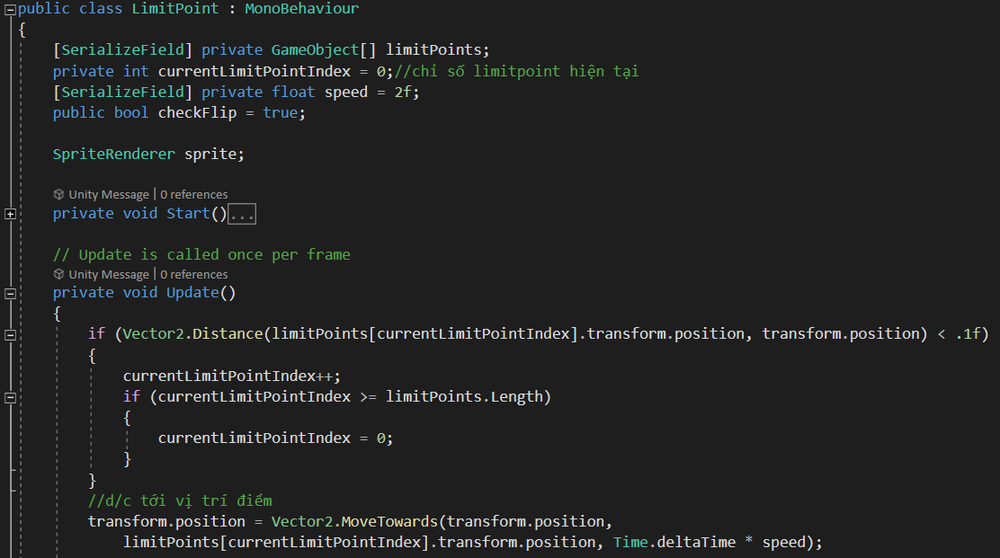 public class LimitPoint : MonoBehaviour
{
[SerializeField] private GameObject[] limitPoints;
private int currentLimitPointIndex = 0;//chỉ số limitpoint hiện tại
[SerializeField] private float speed = 2f;
public bool checkFlip = true;
SpriteRenderer sprite;
Unity Message | 0 references
private void Start()...
// Update is called once per frame
Unity Message | 0 references
private void Update()
{
if (Vector2.Distance(limitPoints[currentLimitPointIndex].transform.position, transform.position) < .1f)
{
currentLimitPointIndex++;
if (currentLimitPointIndex >= limitPoints.Length)
{
currentLimitPointIndex = 0;
}
}
//d/c tới vị trí điểm
transform.position = Vector2.MoveTowards(transform.position,
limitPoints[currentLimitPointIndex].transform.position, Time.deltaTime * speed);